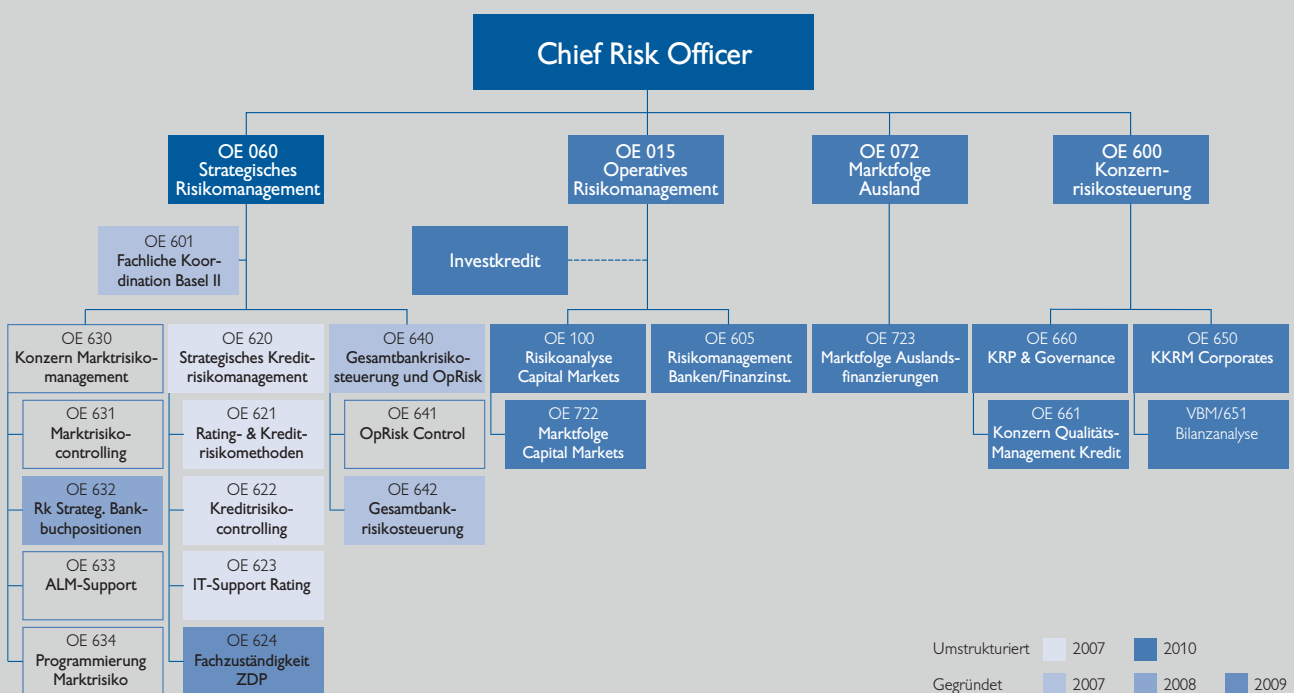 Chief Risk Officer
OE 060
Strategisches
Risikomanagement
OE 015
Operatives
Risikomanagement
OE 072
Marktfolge
Ausland
OE 600
Konzern-
risikosteuerung
OE 601
Fachliche Koor-
dination Basel II
Investkredit
OE 630
Konzern Marktrisiko-
management
OE 620
Strategisches Kredit-
risikomanagement
OE 640
Gesamtbankrisiko-
steuerung und OpRisk
OE 100
Risikoanalyse
Capital Markets
OE 605
Risikomanagement
Banken/Finanzinst.
OE 723
Marktfolge Auslands-
finanzierungen
OE 660
KRP & Governance
OE 650
KKRM Corporates
OE 631
Marktrisiko-
controlling
OE 621
Rating- & Kredit-
risikomethoden
OE 641
OpRisk Control
OE 722
Marktfolge
Capital Markets
OE 661
Konzern Qualitäts-
Management Kredit
VBM/651
Bilanzanalyse
OE 632
Rk Strateg. Bank-
buchpositionen
OE 622
Kreditrisiko-
controlling
OE 642
Gesamtbank-
risikosteuerung
OE 633
ALM-Support
OE 623
IT-Support Rating
OE 634
Programmierung
Marktrisiko
OE 624
Fachzuständigkeit
ZDP
Umstrukturiert 2007 2010
Gegründet 2007 2008 2009